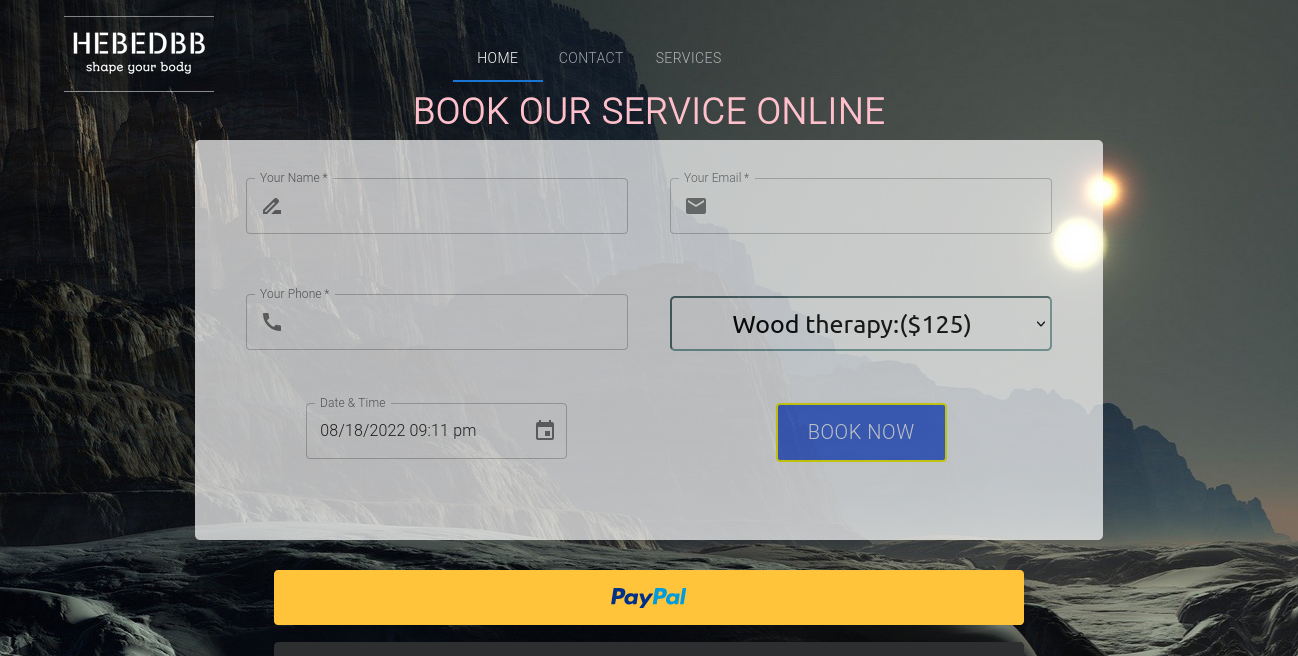 HEBEDBB
shape your body
HOME CONTACT SERVICES
BOOK OUR SERVICE ONLINE
Your Name *
Your Email *
Your Phone *
Wood therapy:($125)
Date & Time
08/18/2022 09:11 pm
BOOK NOW
PayPal